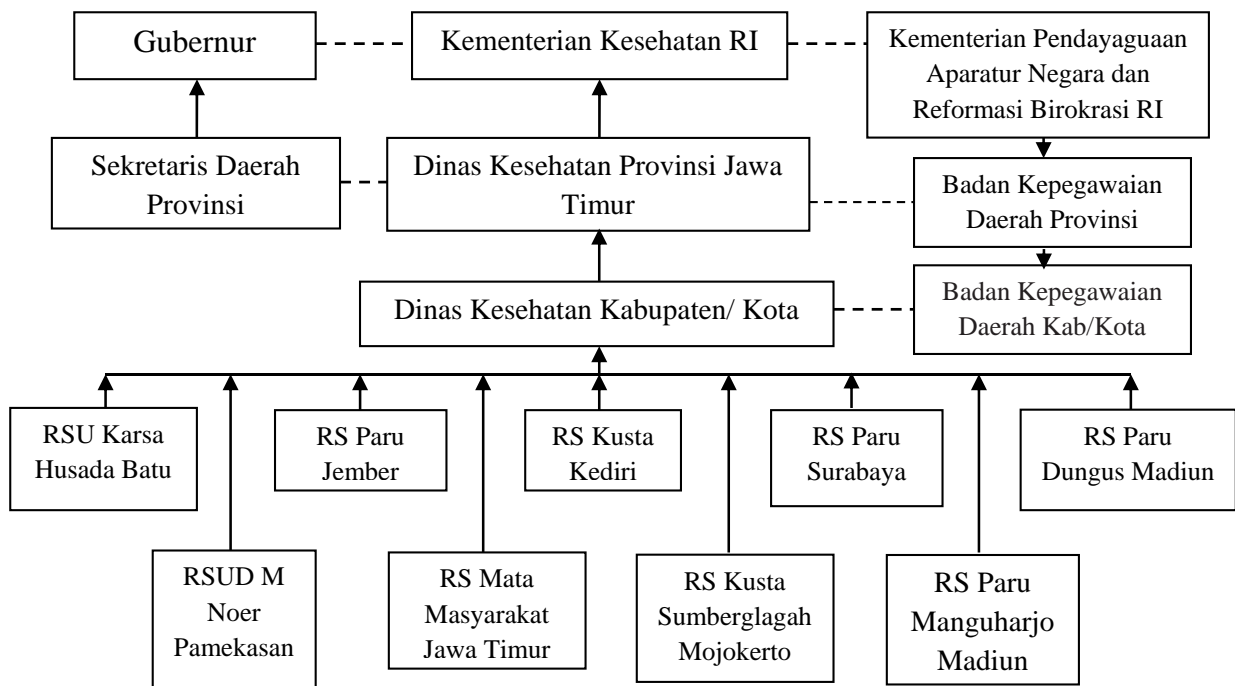 Gubernur
Kementerian Kesehatan RI
Kementerian Pendayaguaan
Aparatur Negara dan
Reformasi Birokrasi RI
Sekretaris Daerah
Provinsi
Dinas Kesehatan Provinsi Jawa
Timur
Badan Kepegawaian
Daerah Provinsi
Dinas Kesehatan Kabupaten/ Kota
Badan Kepegawaian
Daerah Kab/Kota
RSU Karsa
Husada Batu
RS Paru
Jember
RS Kusta
Kediri
RS Paru
Surabaya
RS Paru
Dungus Madiun
RSUD M
Noer
Pamekasan
RS Mata
Masyarakat
Jawa Timur
RS Kusta
Sumberglagah
Mojokerto
RS Paru
Manguharjo
Madiun